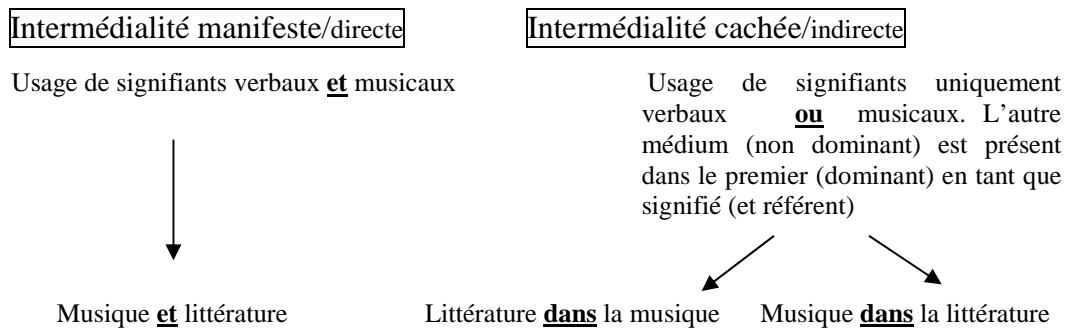 Intermédialité manifeste/directe
Intermédialité cachée/indirecte
Usage de signifiants verbaux et musicaux
Usage de signifiants uniquement
verbaux ou musicaux. L'autre
médium (non dominant) est présent
dans le premier (dominant) en tant que
signifié (et référent)
Musique et littérature
Littérature dans la musique
Musique dans la littérature